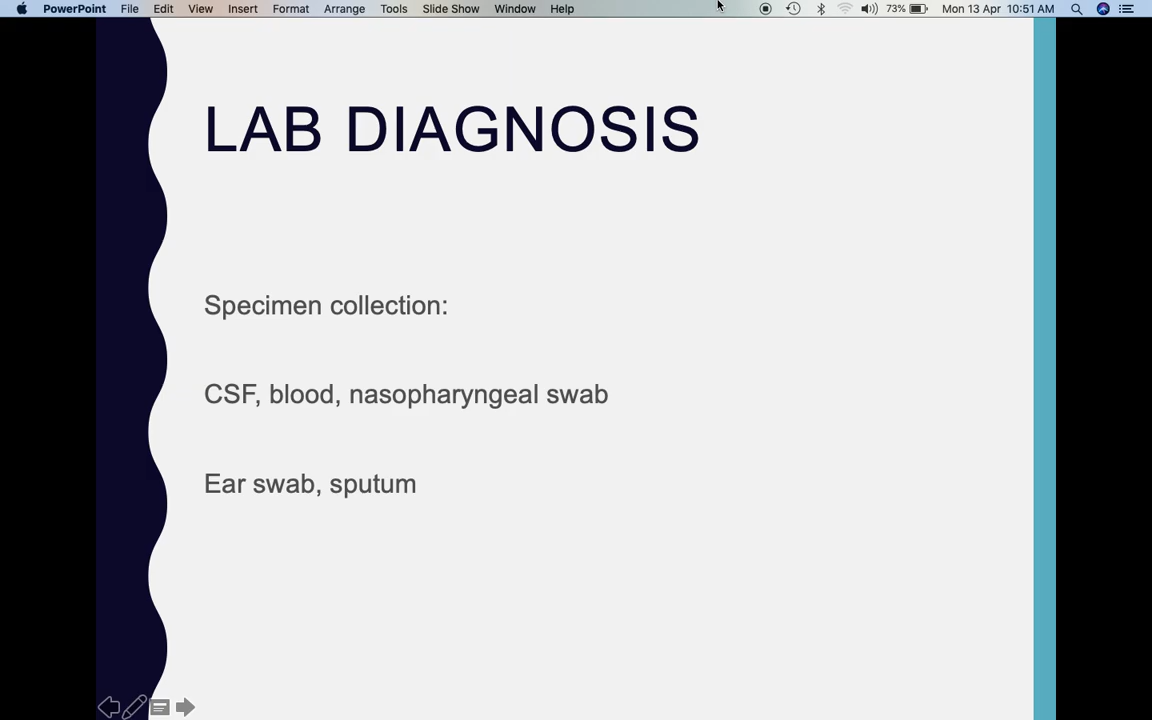 PowerPoint File Edit View Insert Format Arrange Tools Slide Show Window Help 73% Mon 13 Apr 10:51 AM
LAB DIAGNOSIS
Specimen collection:
CSF, blood, nasopharyngeal swab
Ear swab, sputum